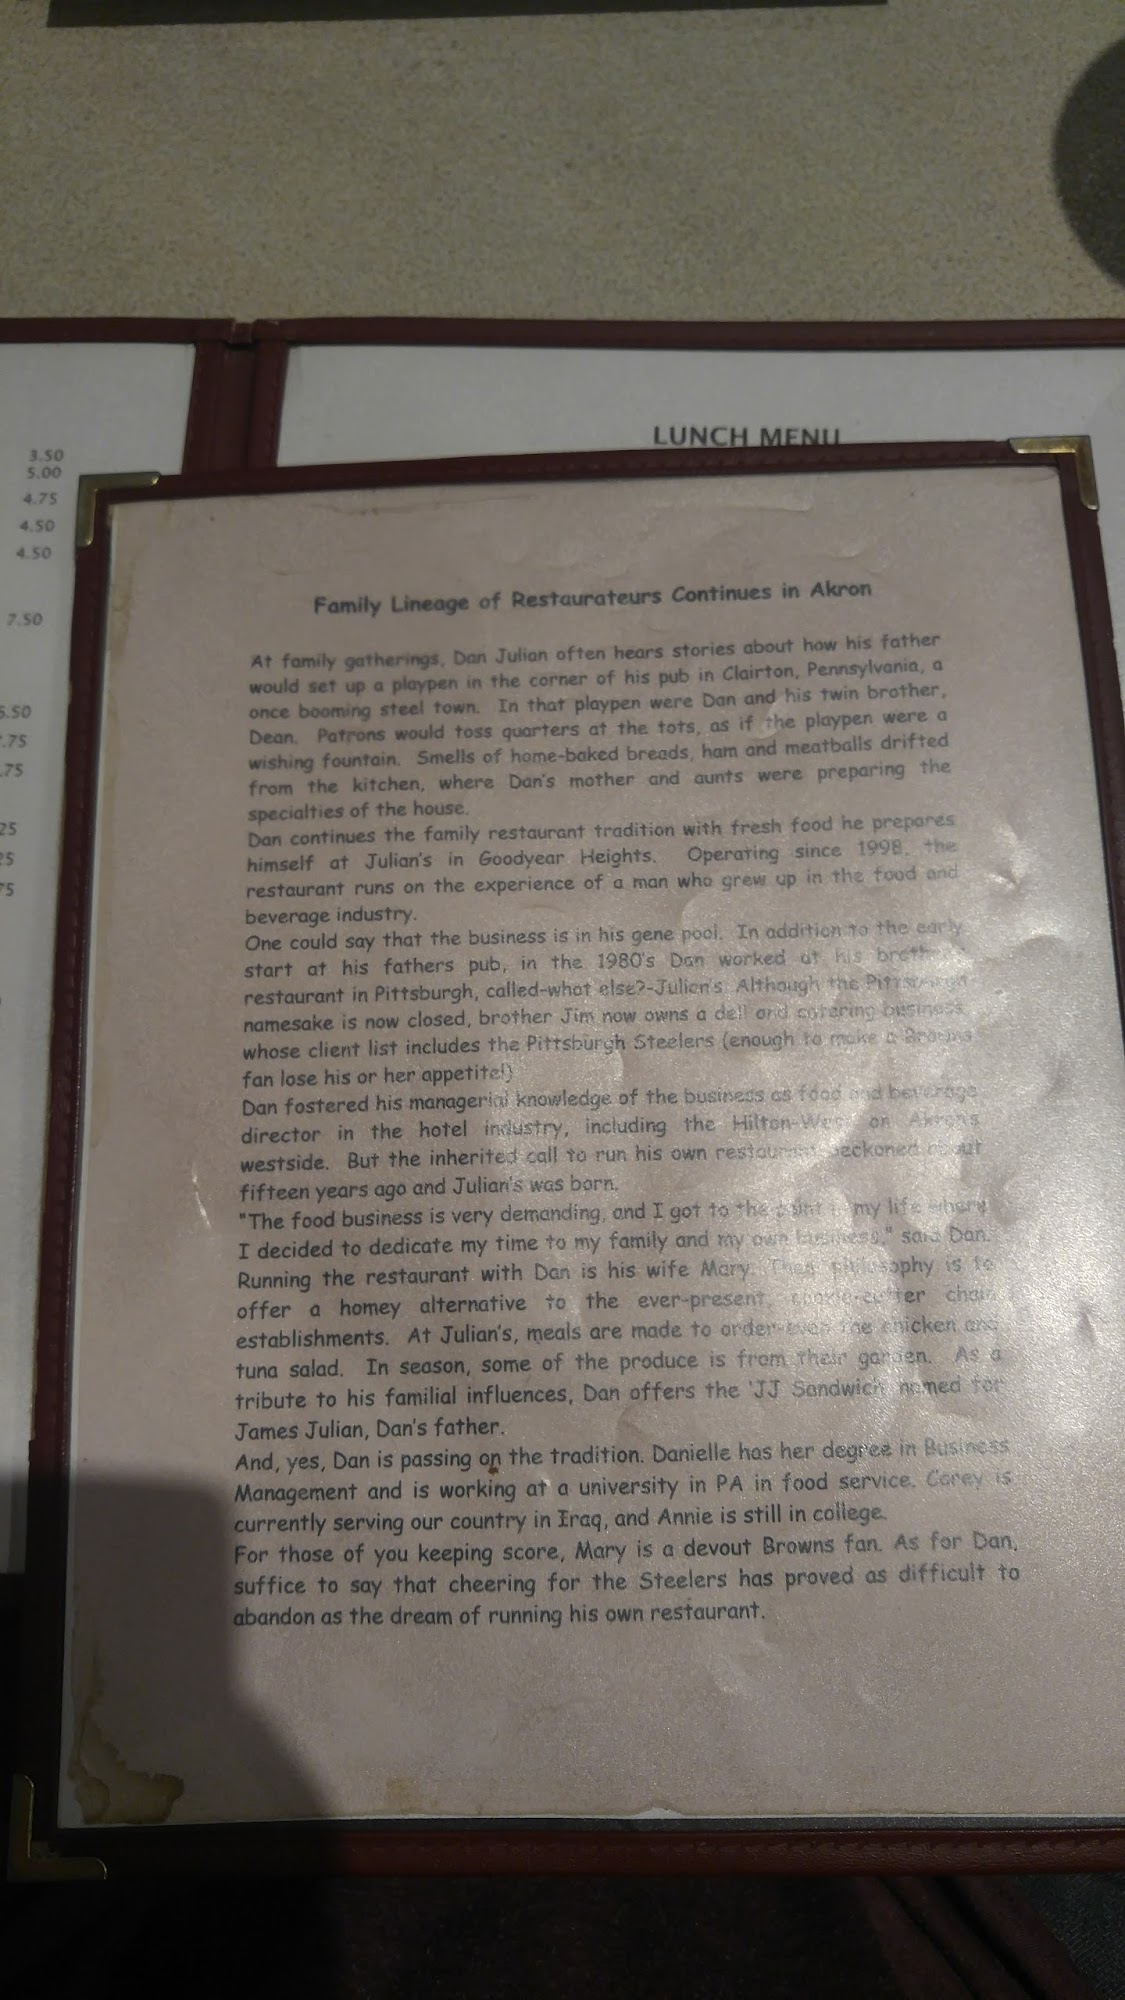 3.50
5.00
4.75
4.50
4.50
7.50
5.50
.75
.75
25
25
75
LUNCH MENU
Family Lineage of Restaurateurs Continues in Akron
At family gatherings, Dan Julian often hears stories about how his father
would set up a playpen in the corner of his pub in Clairton, Pennsylvania, a
once booming steel town. In that playpen were Dan and his twin brother,
Dean. Patrons would toss quarters at the tots, as if the playpen were a
wishing fountain. Smells of home-baked breads, ham and meatballs drifted
from the kitchen, where Dan's mother and aunts were preparing the
specialties of the house.
Dan continues the family restaurant tradition with fresh food he prepares
himself at Julian's in Goodyear Heights. Operating since 1998, the
restaurant runs on the experience of a man who grew up in the food and
beverage industry.
One could say that the business is in his gene pool. In addition to the early
start at his fathers pub, in the 1980's Dan worked at his brother's
restaurant in Pittsburgh, called-what else?-Julian's. Although the Pittsburgh
namesake is now closed, brother Jim now owns a deli and catering business
whose client list includes the Pittsburgh Steelers (enough to make a Browns
fan lose his or her appetite!)
Dan fostered his managerial knowledge of the business as food and beverage
director in the hotel industry, including the Hilton-West on Akron's
westside. But the inherited call to run his own restaurant beckoned about
fifteen years ago and Julian's was born.
"The food business is very demanding, and I got to the point in my life where
I decided to dedicate my time to my family and my own business," said Dan.
Running the restaurant with Dan is his wife Mary. Their philosophy is to
offer a homey alternative to the ever-present, cookie-cutter chain
establishments. At Julian's, meals are made to order-even the chicken and
tuna salad. In season, some of the produce is from their garden. As a
tribute to his familial influences, Dan offers the 'JJ Sandwich' named for
James Julian, Dan's father.
And, yes, Dan is passing on the tradition. Danielle has her degree in Business
Management and is working at a university in PA in food service. Corey is
currently serving our country in Iraq, and Annie is still in college.
For those of you keeping score, Mary is a devout Browns fan. As for Dan,
suffice to say that cheering for the Steelers has proved as difficult to
abandon as the dream of running his own restaurant.